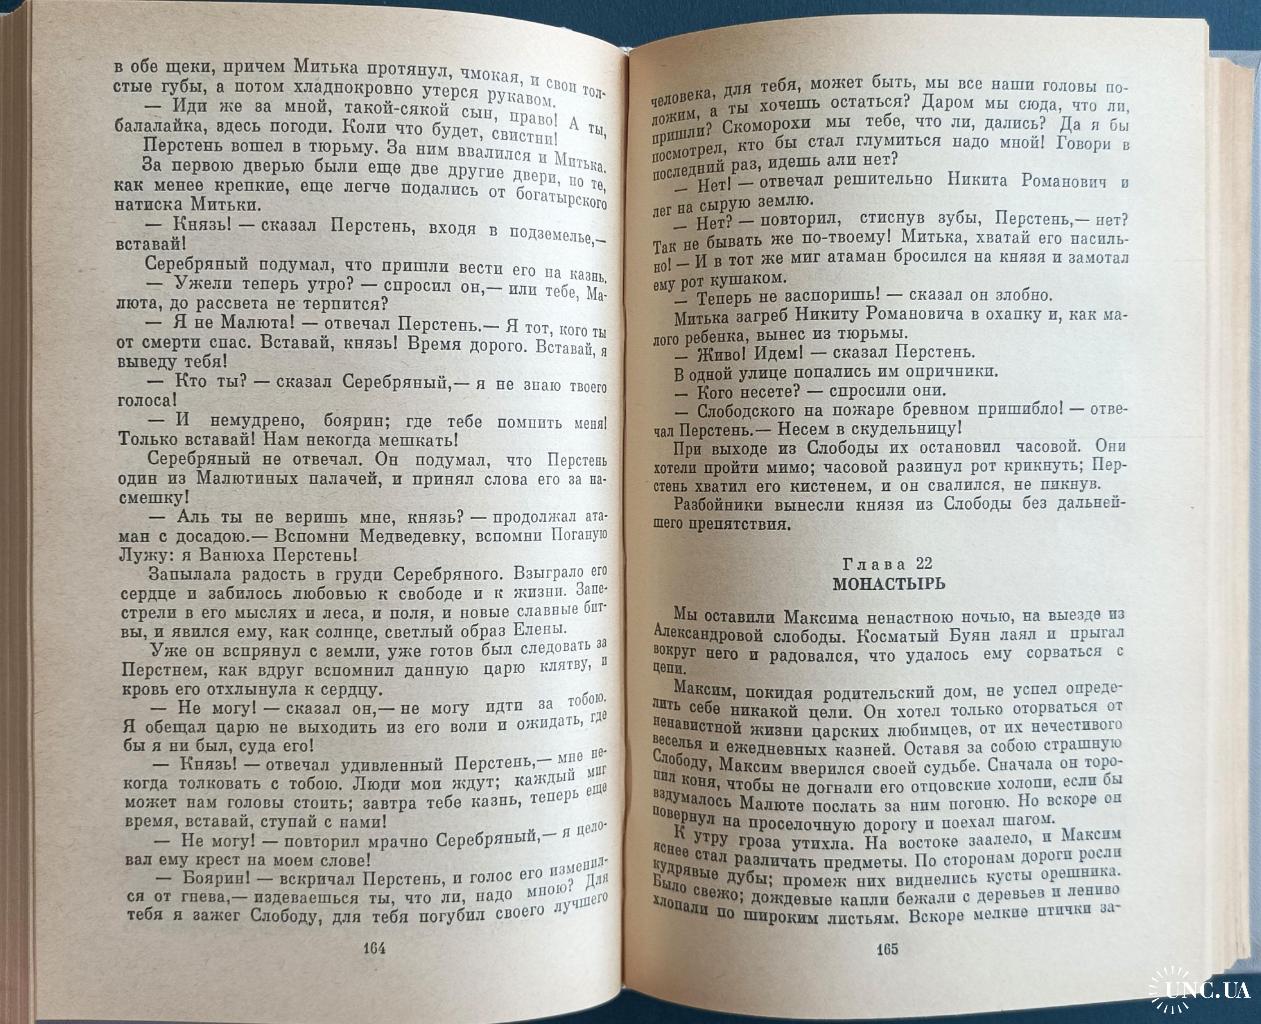 в обе щеки, причем Митька протянул, чмокая, и свои тол-
стые губы, а потом хладнокровно утерся рукавом.
— Иди же за мной, такой-сякой сын, право! А ты,
балалайка, здесь погоди. Коли что будет, свистни!
Перстень вошел в тюрьму. За ним ввалился и Митька.
За первою дверью были еще две другие двери, но те,
как менее крепкие, еще легче подались от богатырского
натиска Митьки.
— Князь! — сказал Перстень, входя в подземелье,—
вставай!
Серебряный подумал, что пришли вести его на казнь.
— Ужели теперь утро? — спросил он,— или тебе, Ма-
люта, до рассвета не терпится?
— Я не Малюта! — отвечал Перстень.— Я тот, кого ты
от смерти спас. Вставай, князь! Время дорого. Вставай, я
выведу тебя!
— Кто ты? — сказал Серебряный,— я не знаю твоего
голоса!
— И немудрено, боярин; где тебе помнить меня!
Только вставай! Нам некогда мешкать!
Серебряный не отвечал. Он подумал, что Перстень
один из Малютиных палачей, и принял слова его за на-
смешку!
— Аль ты не веришь мне, князь? — продолжал ата-
ман с досадою.— Вспомни Медведевку, вспомни Поганую
Лужу: я Ванюха Перстень!
Запылала радость в груди Серебряного. Взыграло его
сердце и забилось любовью к свободе и к жизни. Запе-
стрели в его мыслях и леса, и поля, и новые славные бит-
вы, и явился ему, как солнце, светлый образ Елены.
Уже он вспрянул с земли, уже готов был следовать за
Перстнем, как вдруг вспомнил данную царю клятву, и
кровь его отхлынула к сердцу.
— Не могу! — сказал он,— не могу идти за тобою.
Я обещал царю не выходить из его воли и ожидать, где
бы я ни был, суда его!
— Князь! — отвечал удивленный Перстень,— мне не-
когда толковать с тобою. Люди мои ждут; каждый миг
может нам головы стоить; завтра тебе казнь, теперь еще
время, вставай, ступай с нами!
— Не могу! — повторил мрачно Серебряный,— я цело-
вал ему крест на моем слове!
— Боярин! — вскричал Перстень, и голос его изменил-
ся от гнева,— издеваешься ты, что ли, надо мною? Для
тебя я зажег Слободу, для тебя погубил своего лучшего
164
человека, для тебя, может быть, мы все наши головы по-
ложим, а ты хочешь остаться? Даром мы сюда, что ли,
пришли? Скоморохи мы тебе, что ли, дались? Да я бы
посмотрел, кто бы стал глумиться надо мной! Говори в
последний раз, идешь али нет?
— Нет! — отвечал решительно Никита Романович и
лег на сырую землю.
— Нет? — повторил, стиснув зубы, Перстень,— нет?
Так не бывать же по-твоему! Митька, хватай его насиль-
но! — И в тот же миг атаман бросился на князя и замотал
ему рот кушаком.
— Теперь не заспоришь! — сказал он злобно.
Митька загреб Никиту Романовича в охапку и, как ма-
лого ребенка, вынес из тюрьмы.
— Живо! Идем! — сказал Перстень.
В одной улице попались им опричники.
— Кого несете? — спросили они.
— Слободского на пожаре бревном пришибло! — отве-
чал Перстень.— Несем в скудельницу!
При выходе из Слободы их остановил часовой. Они
хотели пройти мимо; часовой разинул рот крикнуть; Пер-
стень хватил его кистенем, и он свалился, не пикнув.
Разбойники вынесли князя из Слободы без дальней-
шего препятствия.
Глава 22
МОНАСТЫРЬ
Мы оставили Максима ненастною ночью, на выезде из
Александровой слободы. Косматый Буян лаял и прыгал
вокруг него и радовался, что удалось ему сорваться с
цепи.
Максим, покидая родительский дом, не успел опреде-
лить себе никакой цели. Он хотел только оторваться от
ненавистной жизни царских любимцев, от их нечестивого
веселья и ежедневных казней. Оставя за собою страшную
Слободу, Максим вверился своей судьбе. Сначала он торо-
пил коня, чтобы не догнали его отцовские холопи, если бы
вздумалось Малюте послать за ним погоню. Но вскоре он
повернул на проселочную дорогу и поехал шагом.
К утру гроза утихла. На востоке заалело, и Максим
яснее стал различать предметы. По сторонам дороги росли
кудрявые дубы; промеж них виднелись кусты орешника.
Было свежо; дождевые капли бежали с деревьев и лениво
хлопали по широким листьям. Вскоре мелкие птички за-
165
UNC.UA